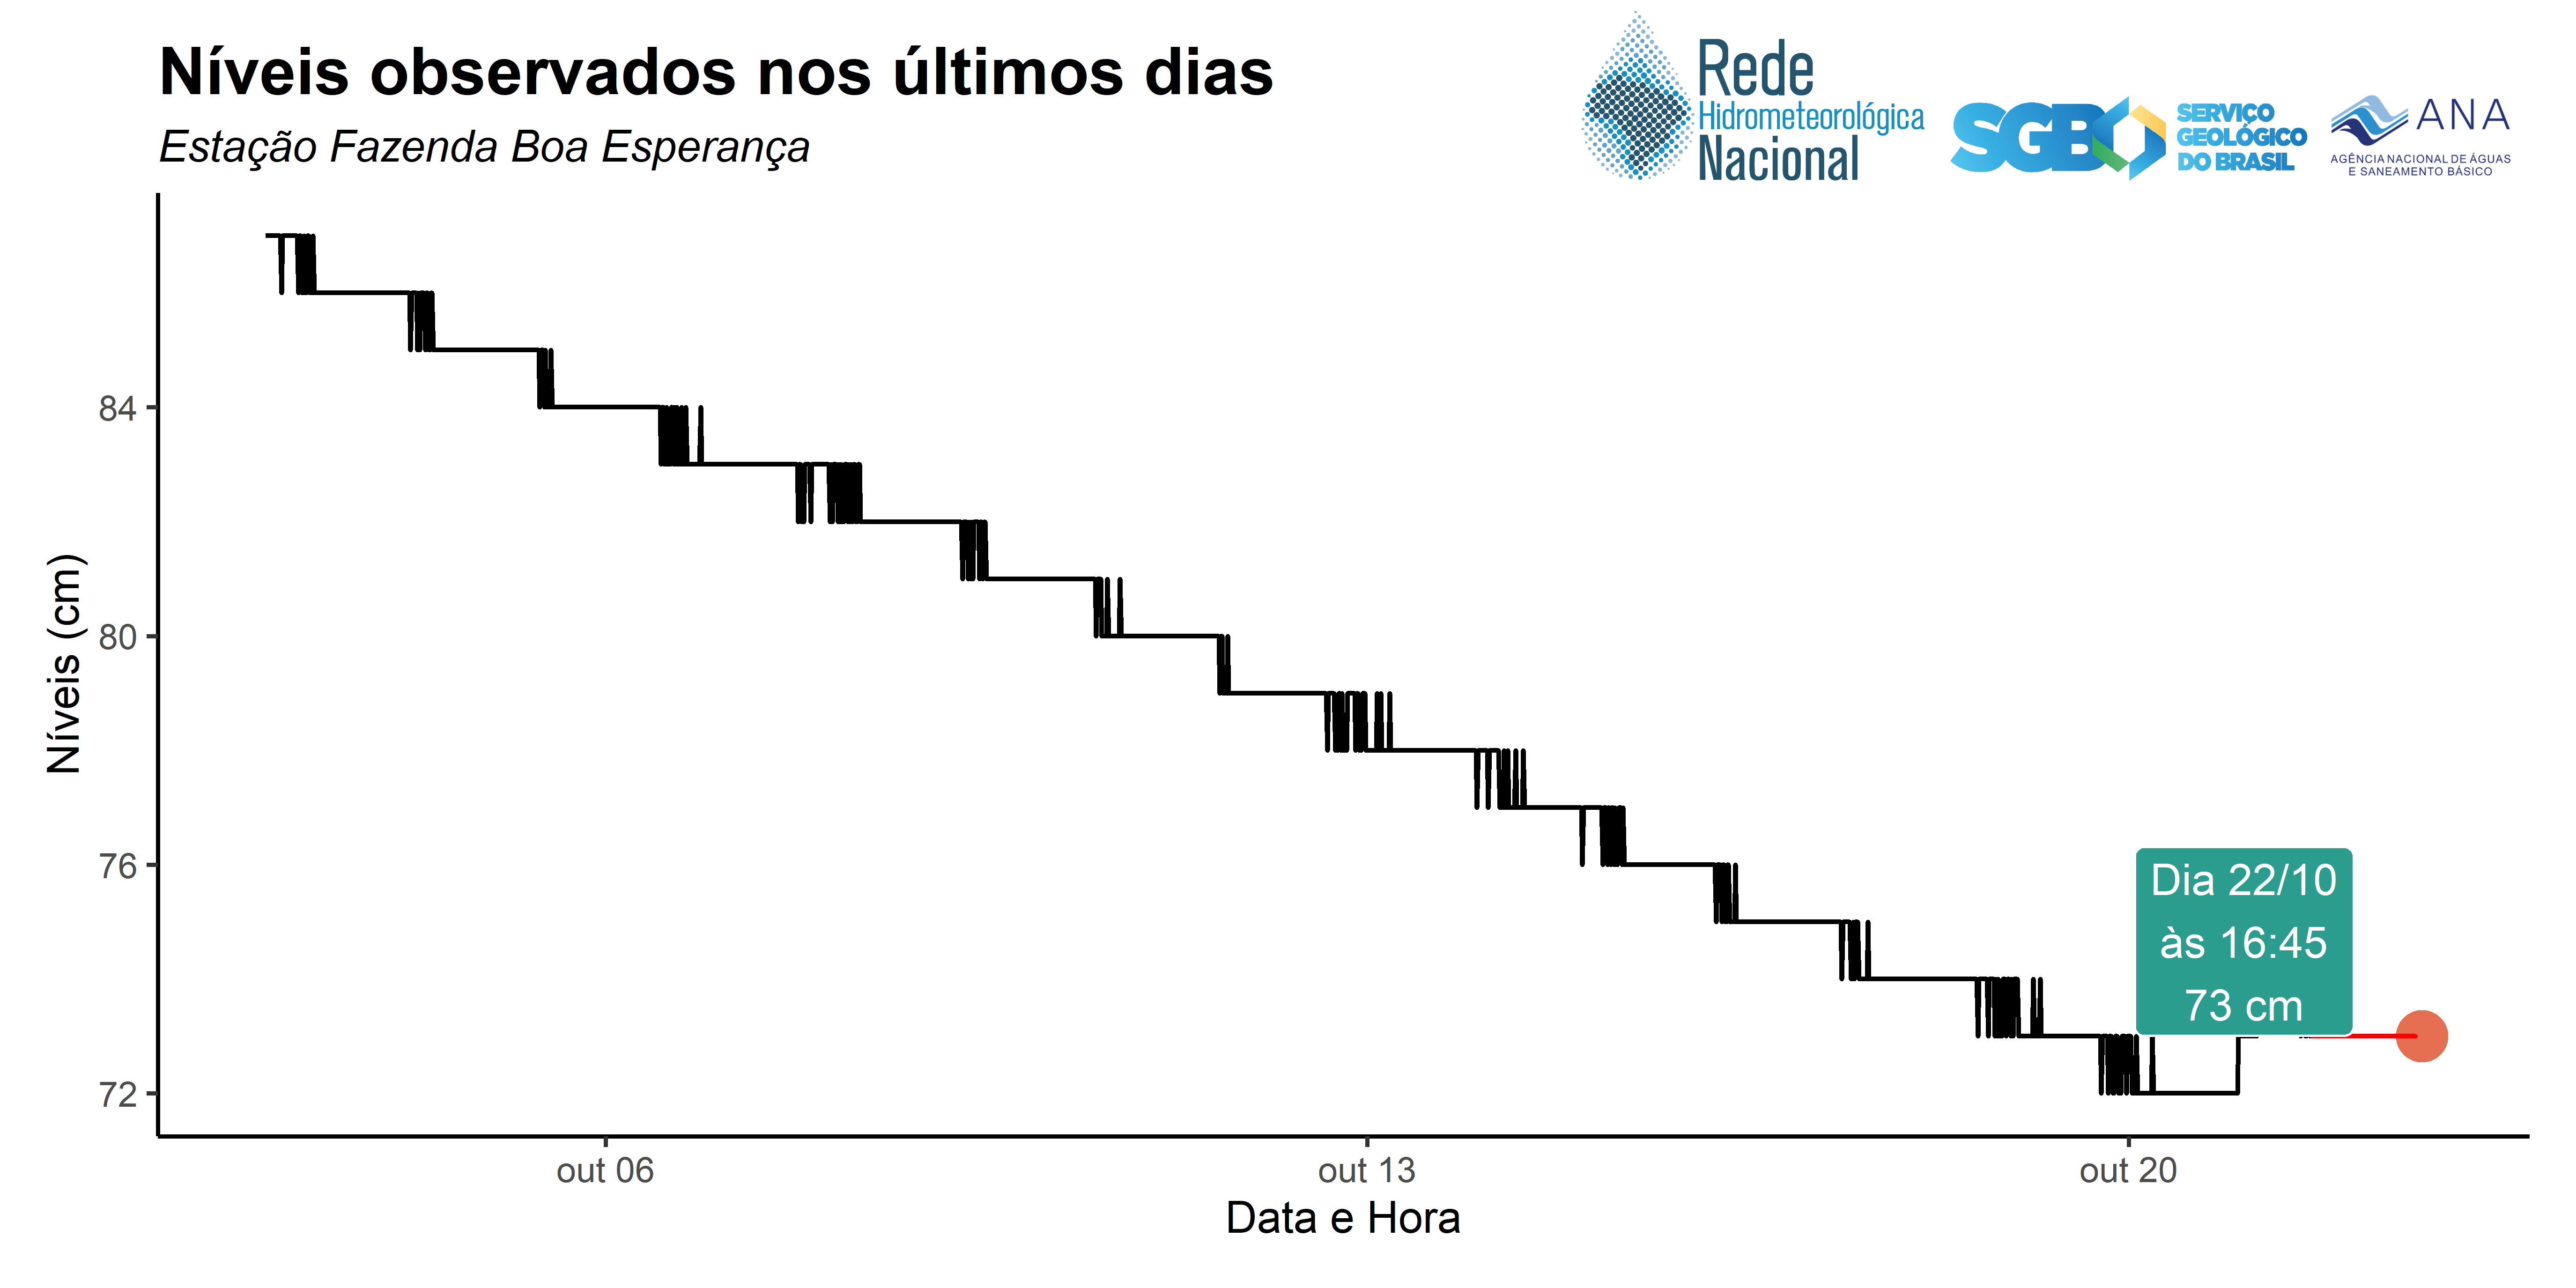 Níveis observados nos últimos dias
Estação Fazenda Boa Esperança
Rede
Hidrometeorológica
Nacional
SGB
SERVIÇO
GEOLÓGICO
DO BRASIL
ANA
AGÊNCIA NACIONAL DE ÁGUAS
E SANEAMENTO BÁSICO
Níveis (cm)
84
80
76
72
Dia 22/10
às 16:45
73 cm
out 06
out 13
out 20
Data e Hora